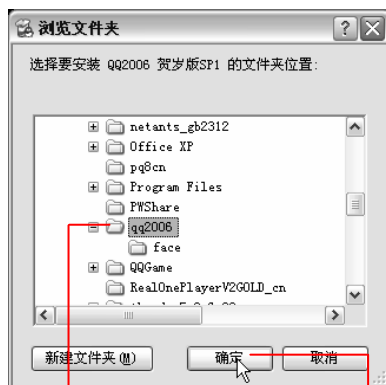 浏览文件夹
选择要安装 QQ2006 贺岁版SP1 的文件夹位置:
netants_gb2312
Office XP
pq8cn
Program Files
PWShare
qq2006
face
QQGame
RealOnePlayerV2GOLD_cn
新建文件夹(M)
确定
取消